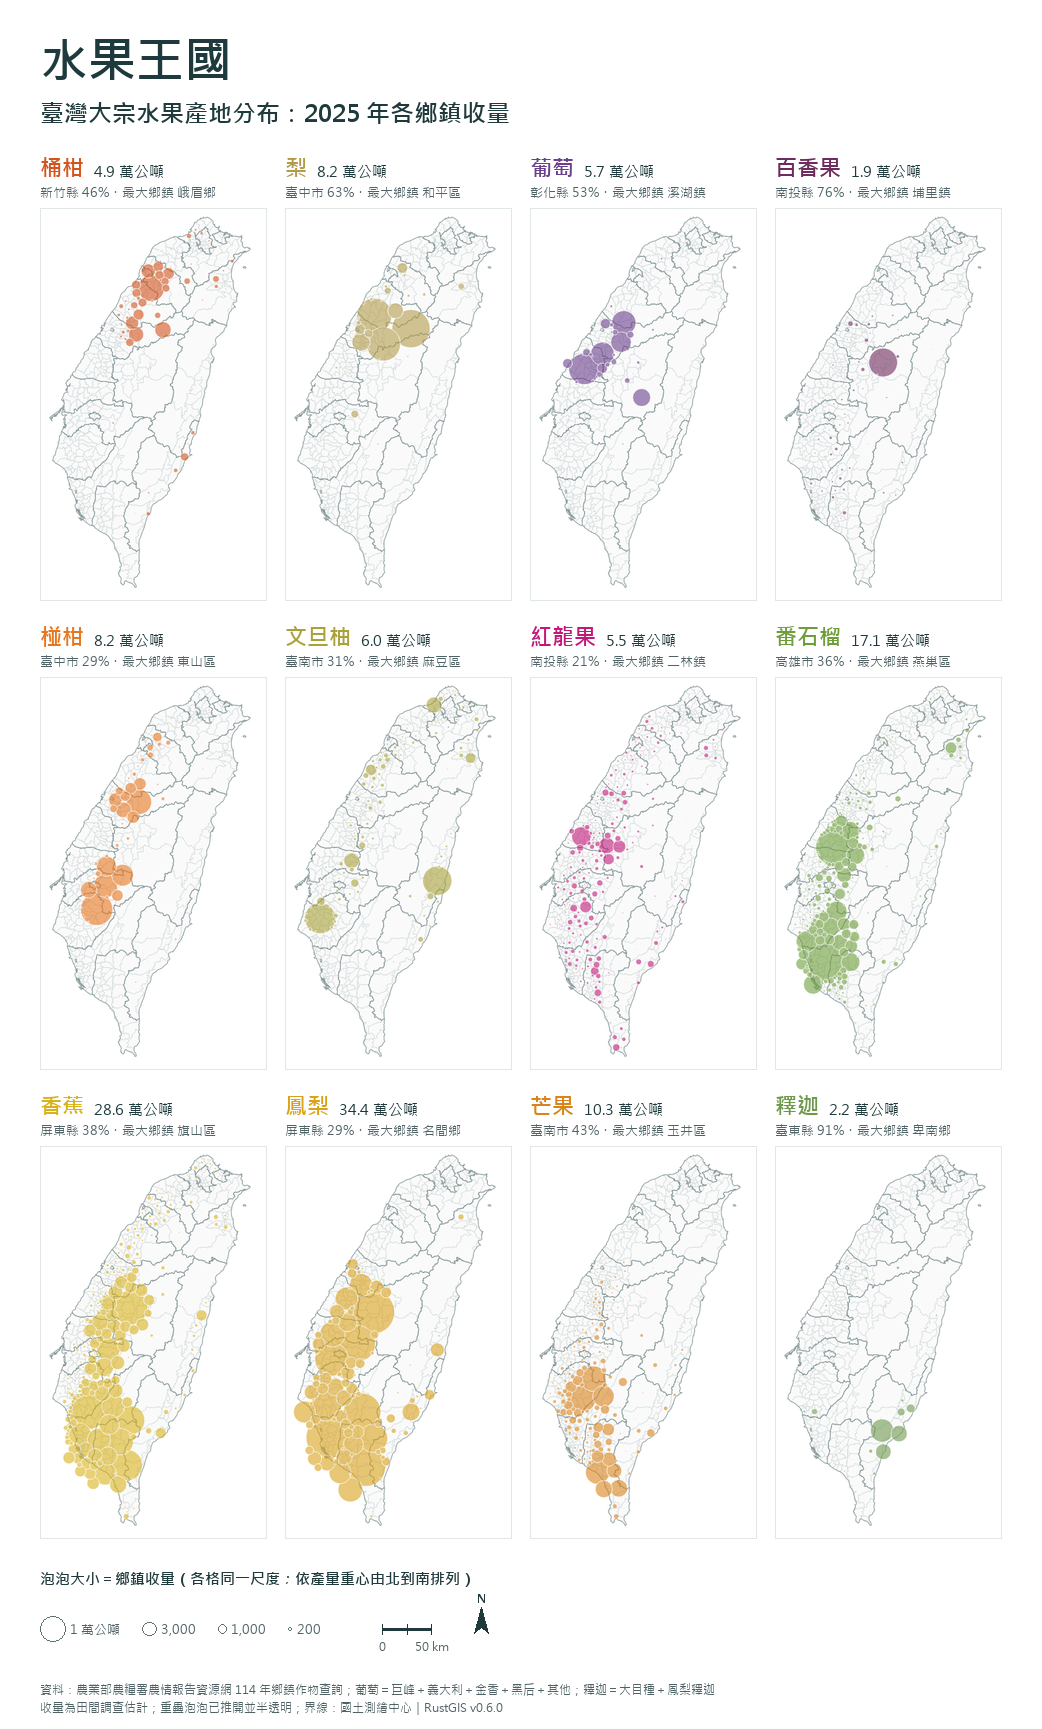 水果王國
臺灣大宗水果產地分布：2025 年各鄉鎮收量
桶柑 4.9 萬公噸
新竹縣 46%．最大鄉鎮 峨眉鄉
梨 8.2 萬公噸
臺中市 63%．最大鄉鎮 和平區
葡萄 5.7 萬公噸
彰化縣 53%．最大鄉鎮 溪湖鎮
百香果 1.9 萬公噸
南投縣 76%．最大鄉鎮 埔里鎮
椪柑 8.2 萬公噸
臺中市 29%．最大鄉鎮 東山區
文旦柚 6.0 萬公噸
臺南市 31%．最大鄉鎮 麻豆區
紅龍果 5.5 萬公噸
南投縣 21%．最大鄉鎮 二林鎮
番石榴 17.1 萬公噸
高雄市 36%．最大鄉鎮 燕巢區
香蕉 28.6 萬公噸
屏東縣 38%．最大鄉鎮 旗山區
鳳梨 34.4 萬公噸
屏東縣 29%．最大鄉鎮 名間鄉
芒果 10.3 萬公噸
臺南市 43%．最大鄉鎮 玉井區
釋迦 2.2 萬公噸
臺東縣 91%．最大鄉鎮 卑南鄉
泡泡大小＝鄉鎮收量（各格同一尺度；依產量重心由北到南排列）
1 萬公噸 3,000 1,000 200
N
0 50 km
資料：農業部農糧署農情報告資源網 114 年鄉鎮作物查詢；葡萄＝巨峰＋義大利＋金香＋黑后＋其他；釋迦＝大目種＋鳳梨釋迦
收量為田間調查估計；重疊泡泡已推開並半透明；界線：國土測繪中心 | RustGIS v0.6.0